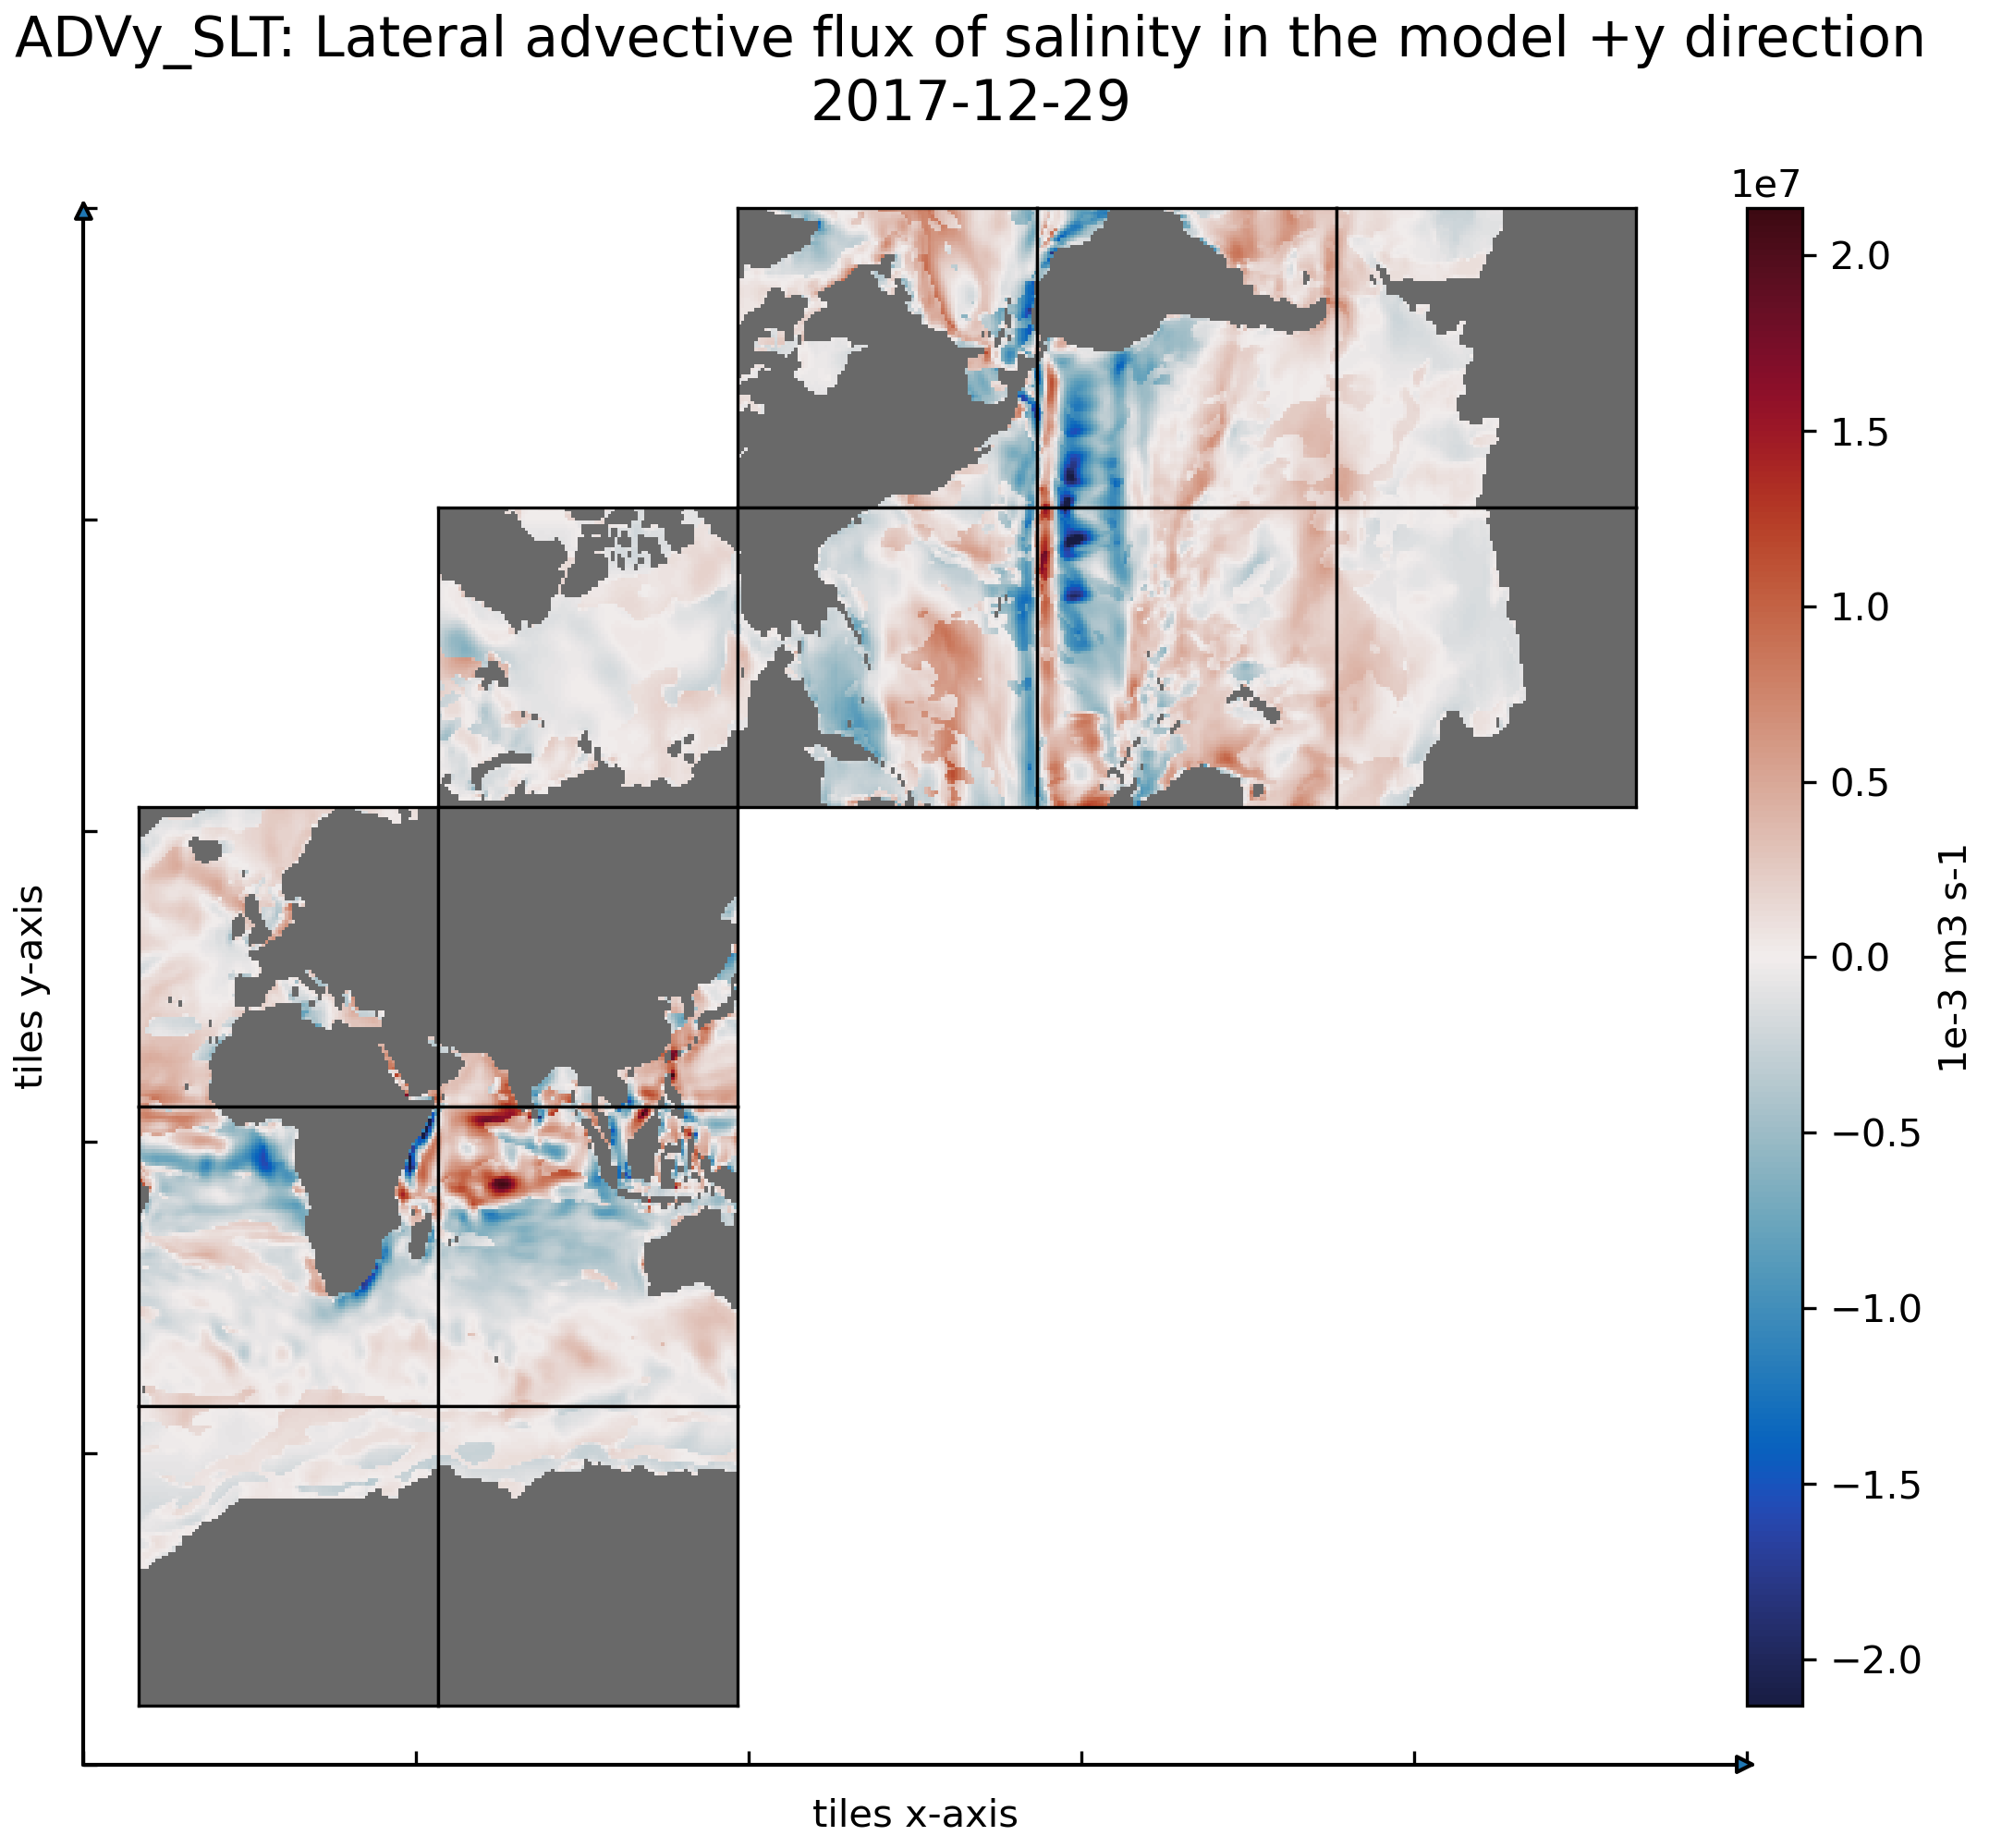 ADVy_SLT: Lateral advective flux of salinity in the model +y direction
2017-12-29
1e7
2.0
1.5
1.0
0.5
0.0
−0.5
−1.0
−1.5
−2.0
1e-3 m3 s-1
tiles y-axis
tiles x-axis